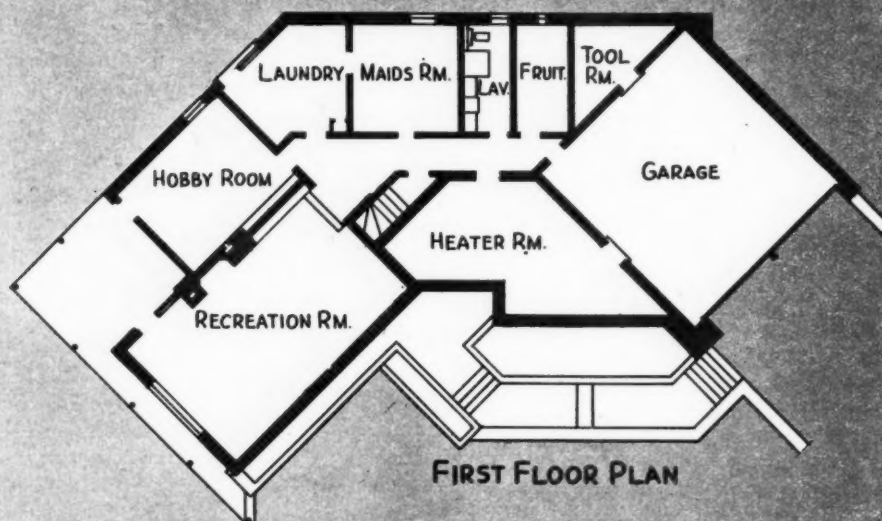 LAUNDRY
MAIDS RM.
LAV.
FRUIT.
TOOL
RM.
HOBBY ROOM
GARAGE
HEATER RM.
RECREATION RM.
FIRST FLOOR PLAN